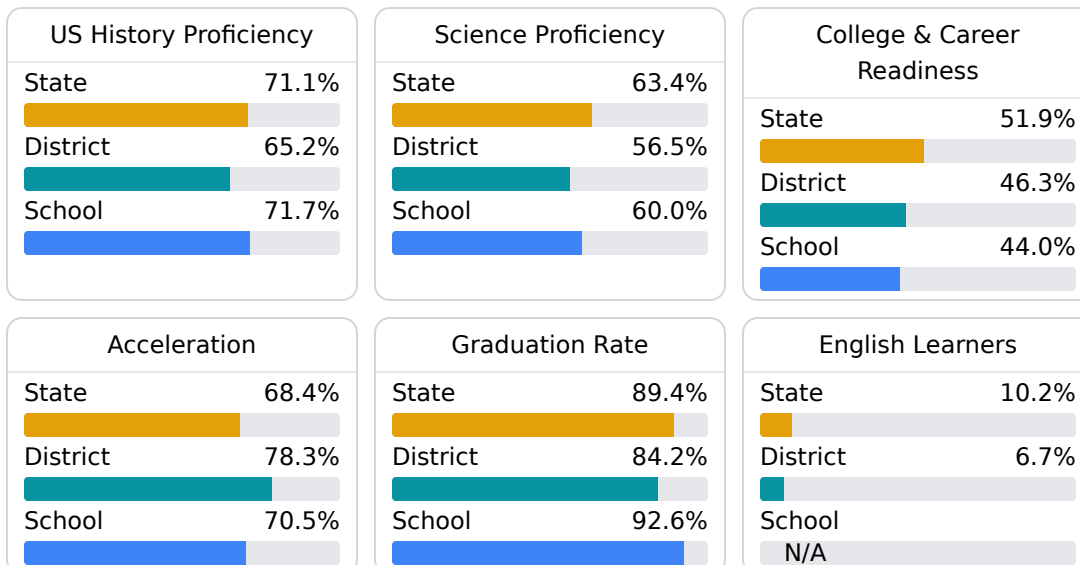 US History Proficiency
State 71.1%
District 65.2%
School 71.7%
Science Proficiency
State 63.4%
District 56.5%
School 60.0%
College & Career
Readiness
State 51.9%
District 46.3%
School 44.0%
Acceleration
State 68.4%
District 78.3%
School 70.5%
Graduation Rate
State 89.4%
District 84.2%
School 92.6%
English Learners
State 10.2%
District 6.7%
School
N/A